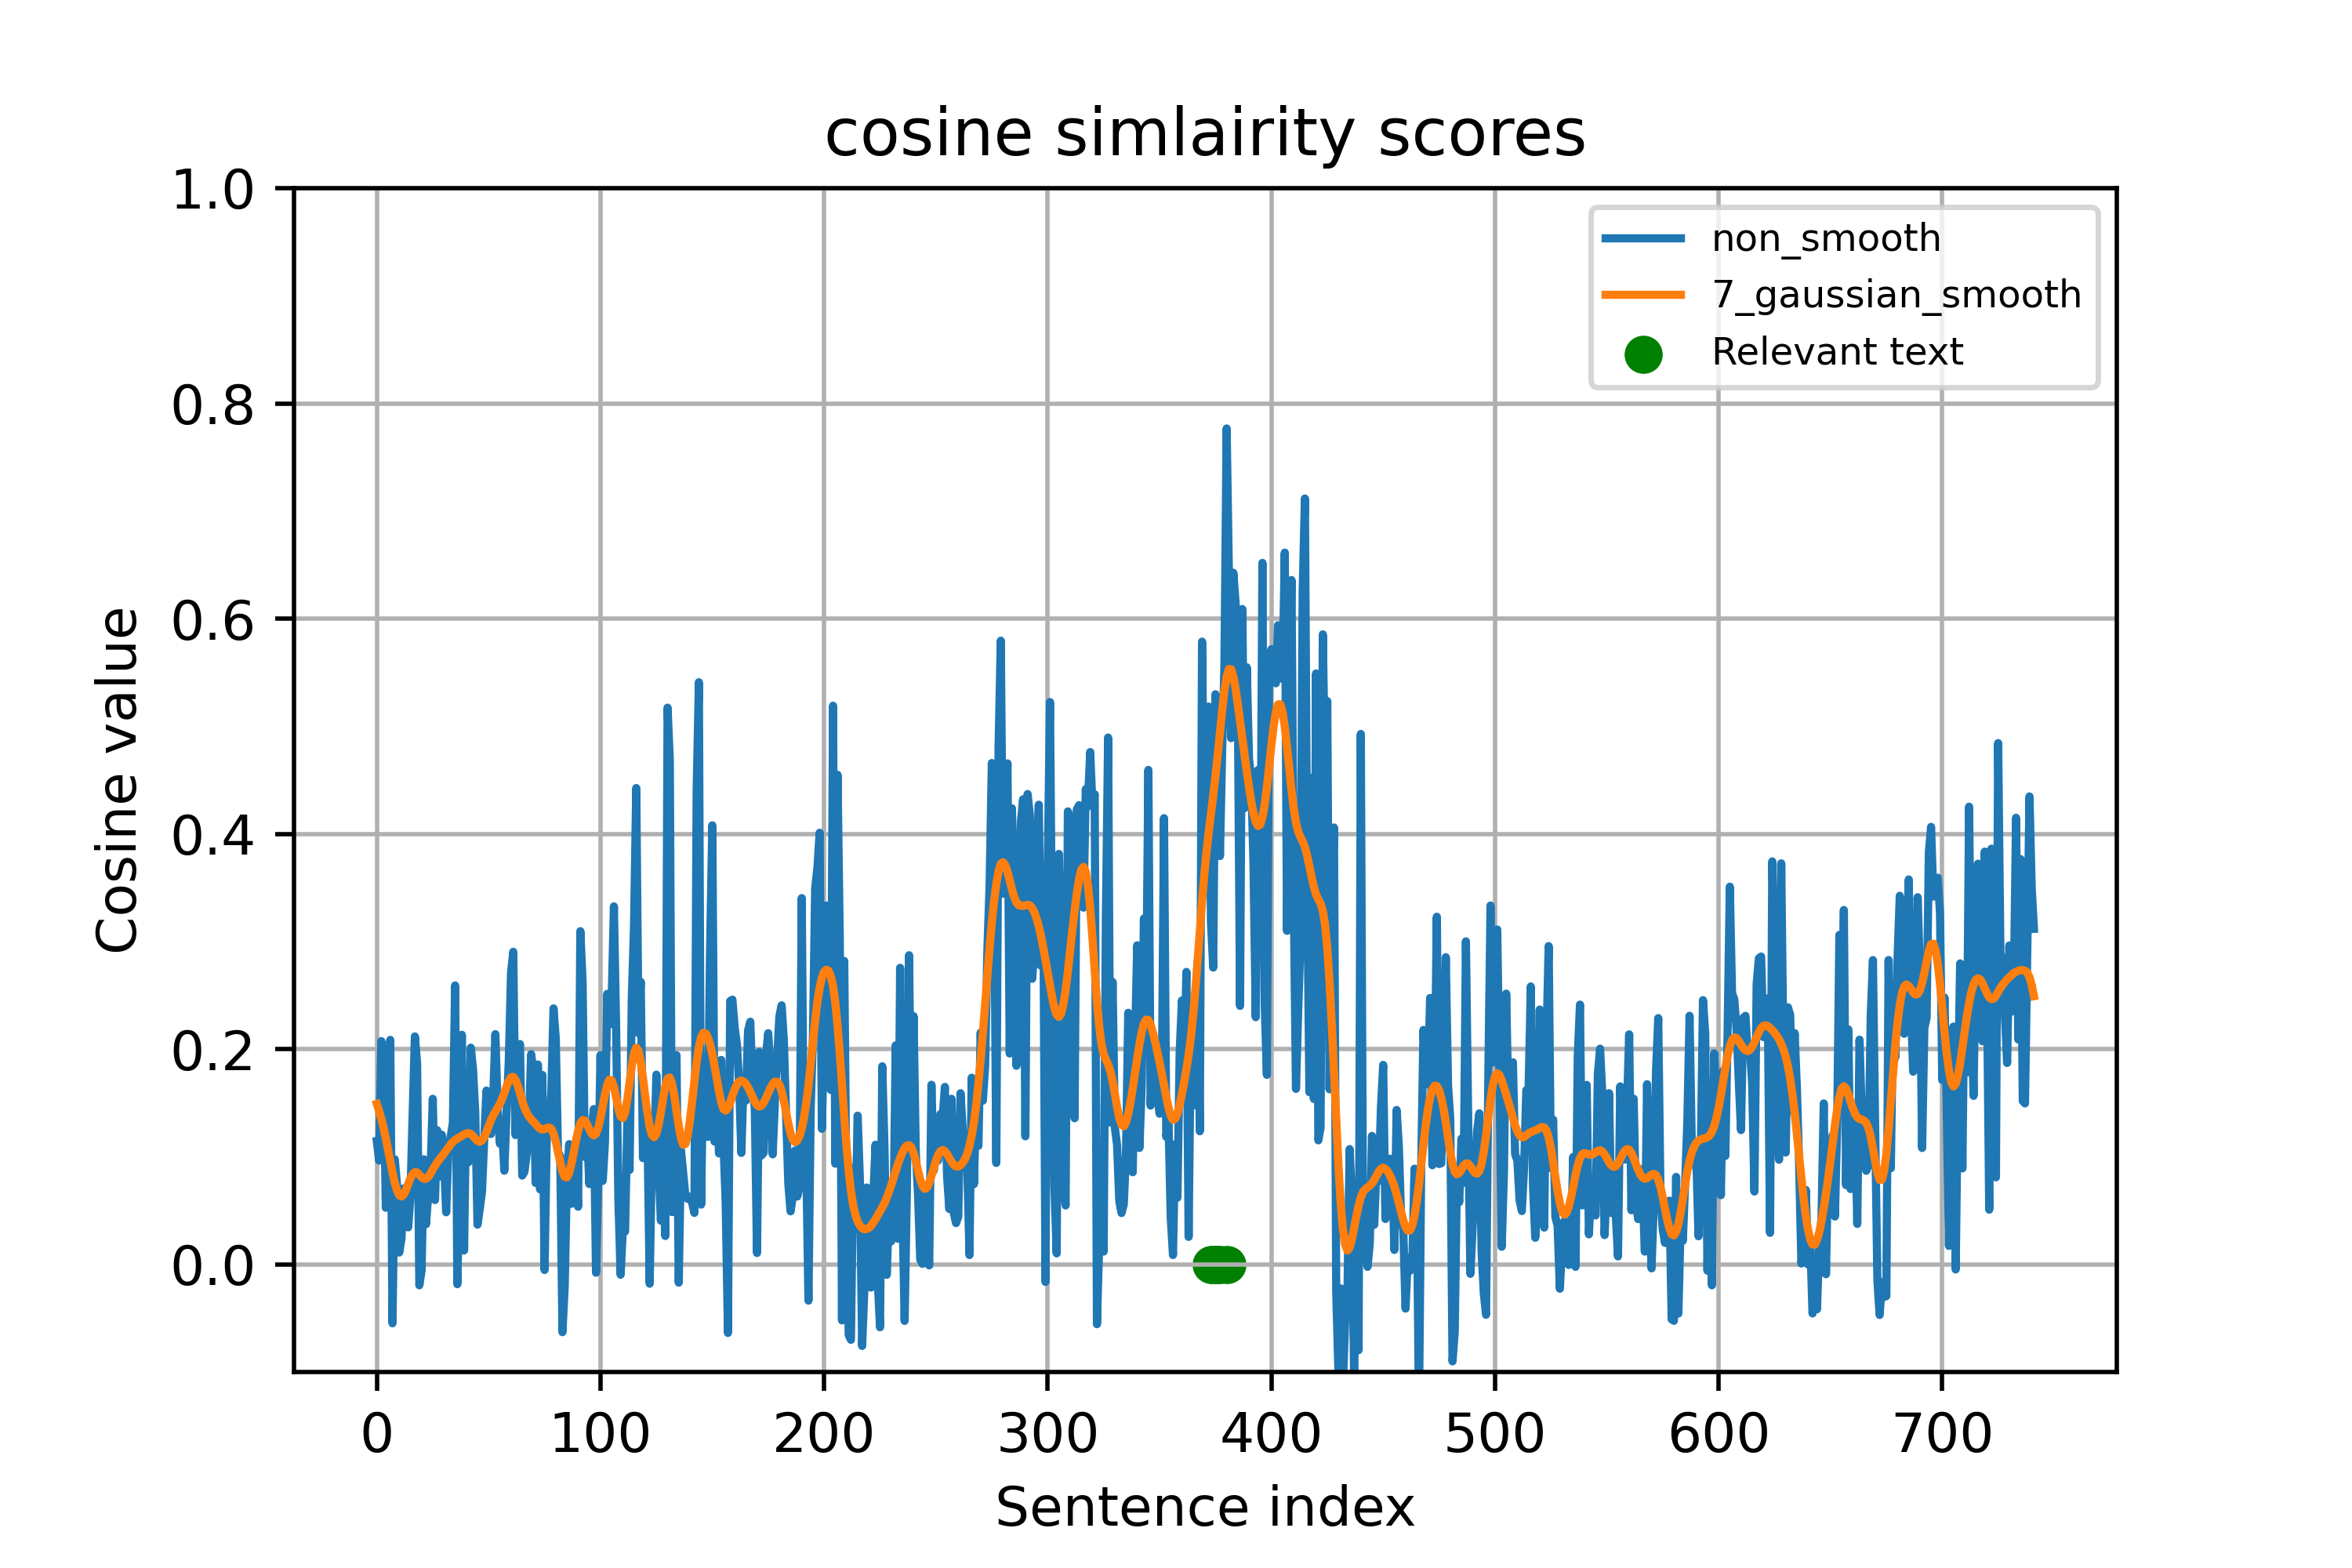 cosine simlairity scores
1.0
0.8
0.6
0.4
0.2
0.0
Cosine value
non_smooth
7_gaussian_smooth
Relevant text
0 100 200 300 400 500 600 700
Sentence index